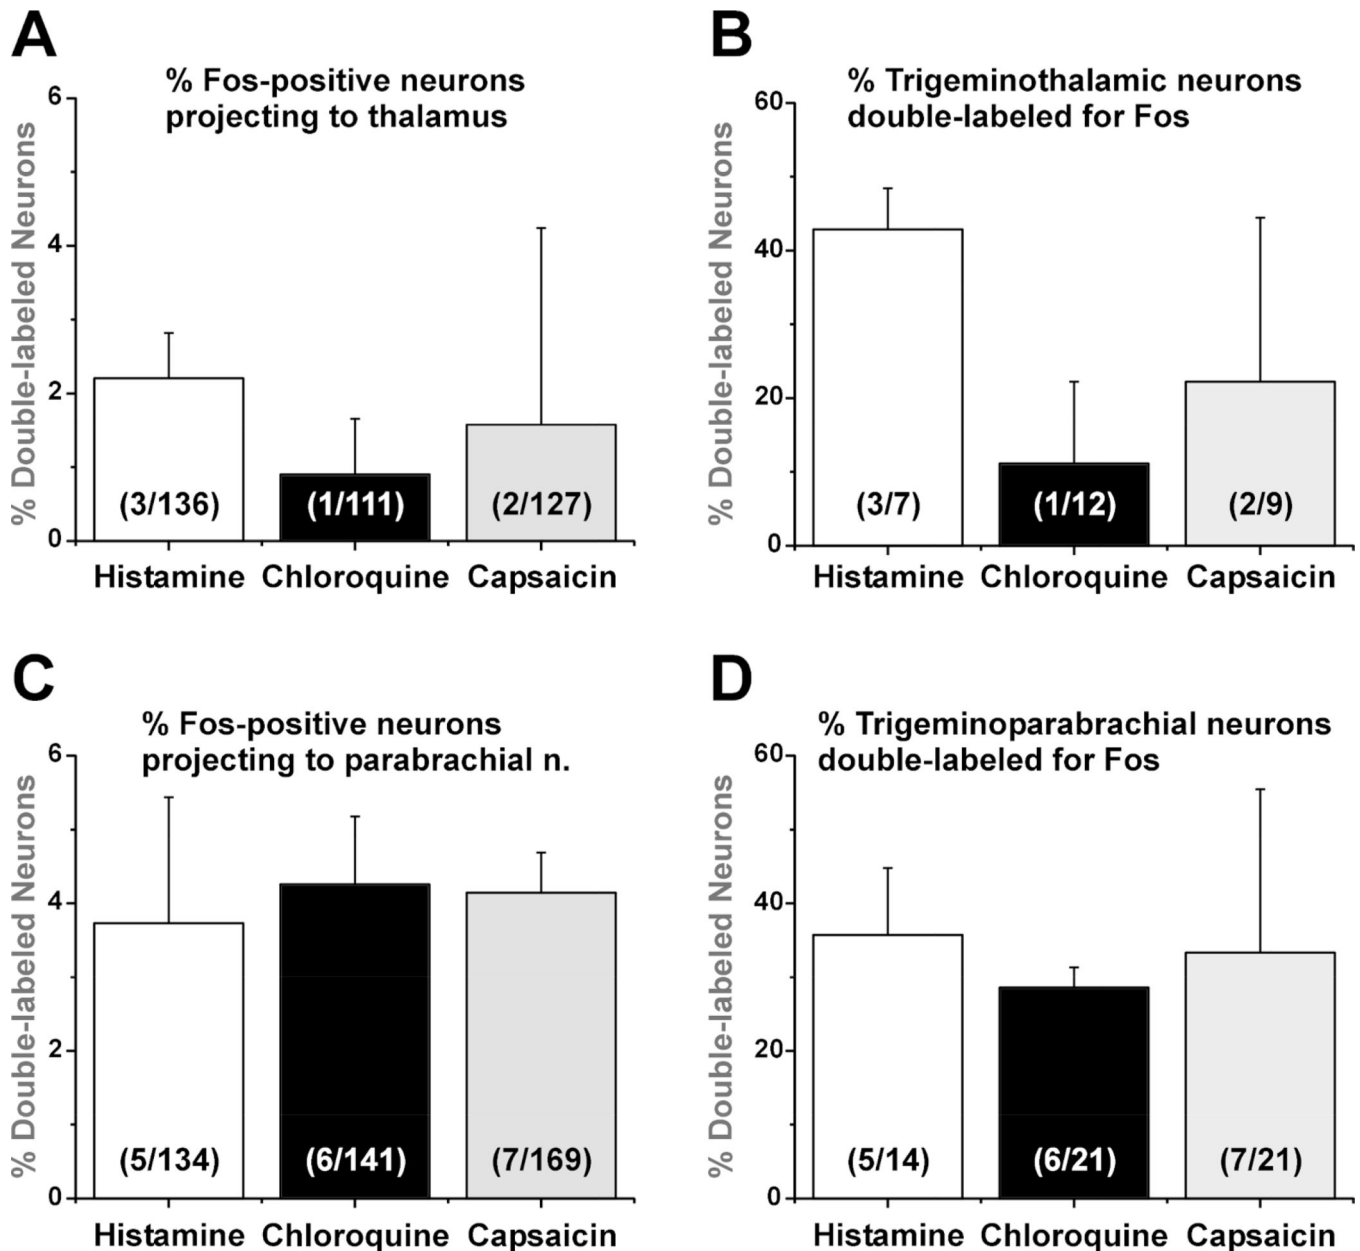 A
% Fos-positive neurons
projecting to thalamus
% Double-labeled Neurons
6
4
2
0
(3/136)
(1/111)
(2/127)
Histamine
Chloroquine
Capsaicin
B
% Trigeminothalamic neurons
double-labeled for Fos
% Double-labeled Neurons
60
40
20
0
(3/7)
(1/12)
(2/9)
Histamine
Chloroquine
Capsaicin
C
% Fos-positive neurons
projecting to parabrachial n.
% Double-labeled Neurons
6
4
2
0
(5/134)
(6/141)
(7/169)
Histamine
Chloroquine
Capsaicin
D
% Trigeminoparabrachial neurons
double-labeled for Fos
% Double-labeled Neurons
60
40
20
0
(5/14)
(6/21)
(7/21)
Histamine
Chloroquine
Capsaicin